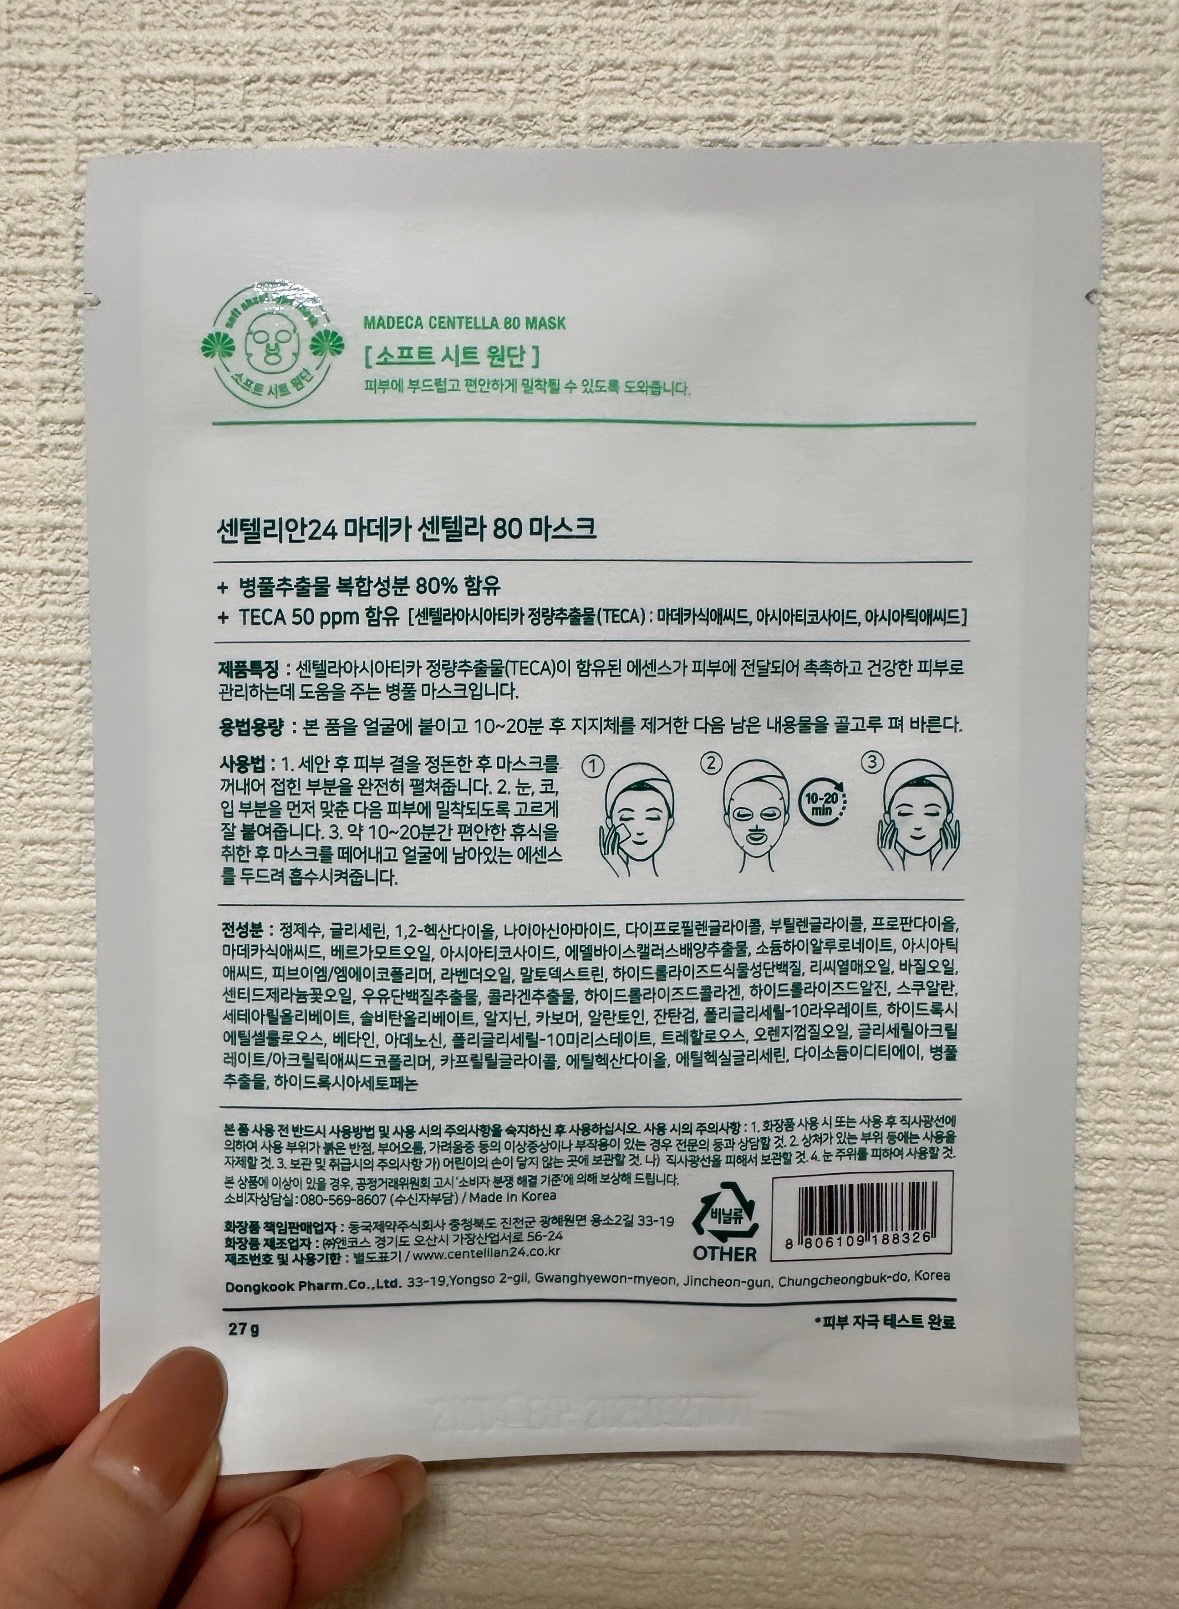 소프트 시트 원단
MADECA CENTELLA 80 MASK
[ 소프트 시트 원단 ]
피부에 부드럽고 편안하게 밀착될 수 있도록 도와줍니다.
센텔리안24 마데카 센텔라 80 마스크
+ 병풀추출물 복합성분 80% 함유
+ TECA 50 ppm 함유 [센텔라아시아티카 정량추출물(TECA) : 마데카식애씨드, 아시아티코사이드, 아시아틱애씨드]
제품특징 : 센텔라아시아티카 정량추출물(TECA)이 함유된 에센스가 피부에 전달되어 촉촉하고 건강한 피부로
관리하는데 도움을 주는 병풀 마스크입니다.
용법용량 : 본 품을 얼굴에 붙이고 10~20분 후 지지체를 제거한 다음 남은 내용물을 골고루 펴 바른다.
사용법 : 1. 세안 후 피부 결을 정돈한 후 마스크를
꺼내어 접힌 부분을 완전히 펼쳐줍니다. 2. 눈, 코,
입 부분을 먼저 맞춘 다음 피부에 밀착되도록 고르게
잘 붙여줍니다. 3. 약 10~20분간 편안한 휴식을
취한 후 마스크를 떼어내고 얼굴에 남아있는 에센스
를 두드려 흡수시켜줍니다.
1
2
10-20
min
3
전성분 : 정제수, 글리세린, 1,2-헥산다이올, 나이아신아마이드, 다이프로필렌글라이콜, 부틸렌글라이콜, 프로판다이올,
마데카식애씨드, 베르가모트오일, 아시아티코사이드, 에델바이스캘러스배양추출물, 소듐하이알루로네이트, 아시아틱
애씨드, 피브이엠/엠에이코폴리머, 라벤더오일, 말토덱스트린, 하이드롤라이즈드식물성단백질, 리씨열매오일, 바질오일,
센티드제라늄꽃오일, 우유단백질추출물, 콜라겐추출물, 하이드롤라이즈드콜라겐, 하이드롤라이즈드알진, 스쿠알란,
세테아릴올리베이트, 솔비탄올리베이트, 알지닌, 카보머, 알란토인, 잔탄검, 폴리글리세릴-10라우레이트, 하이드록시
에틸셀룰로오스, 베타인, 아데노신, 폴리글리세릴-10미리스테이트, 트레할로오스, 오렌지껍질오일, 글리세릴아크릴
레이트/아크릴릭애씨드코폴리머, 카프릴릴글라이콜, 에틸헥산다이올, 에틸헥실글리세린, 다이소듐이디티에이, 병풀
추출물, 하이드록시아세토페논
본 품 사용 전 반드시 사용방법 및 사용 시의 주의사항을 숙지하신 후 사용하십시오. 사용 시의 주의사항 : 1. 화장품 사용 시 또는 사용 후 직사광선에
의하여 사용 부위가 붉은 반점, 부어오름, 가려움증 등의 이상증상이나 부작용이 있는 경우 전문의 등과 상담할 것. 2. 상처가 있는 부위 등에는 사용을
자제할 것. 3. 보관 및 취급시의 주의사항 가) 어린이의 손이 닿지 않는 곳에 보관할 것. 나) 직사광선을 피해서 보관할 것. 4. 눈 주위를 피하여 사용할 것.
본 상품에 이상이 있을 경우, 공정거래위원회 고시 '소비자 분쟁 해결 기준'에 의해 보상해 드립니다.
소비자상담실 : 080-569-8607 (수신자부담) / Made in Korea
화장품 책임판매업자 : 동국제약주식회사 충청북도 진천군 광혜원면 용소2길 33-19
화장품 제조업자 : ㈜엔코스 경기도 오산시 가장산업서로 56-24
제조번호 및 사용기한 : 별도표기 / www.centellian24.co.kr
비닐류
OTHER
8 806109 188326
Dongkook Pharm.Co.,Ltd. 33-19,Yongso 2-gil, Gwanghyewon-myeon, Jincheon-gun, Chungcheongbuk-do, Korea
27 g
*피부 자극 테스트 완료